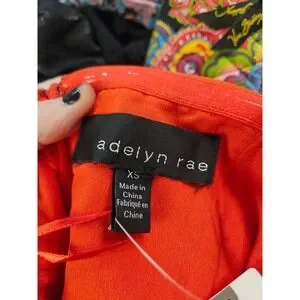 adelyn rae
XS
Made in
China
Fabriqué en
Chine